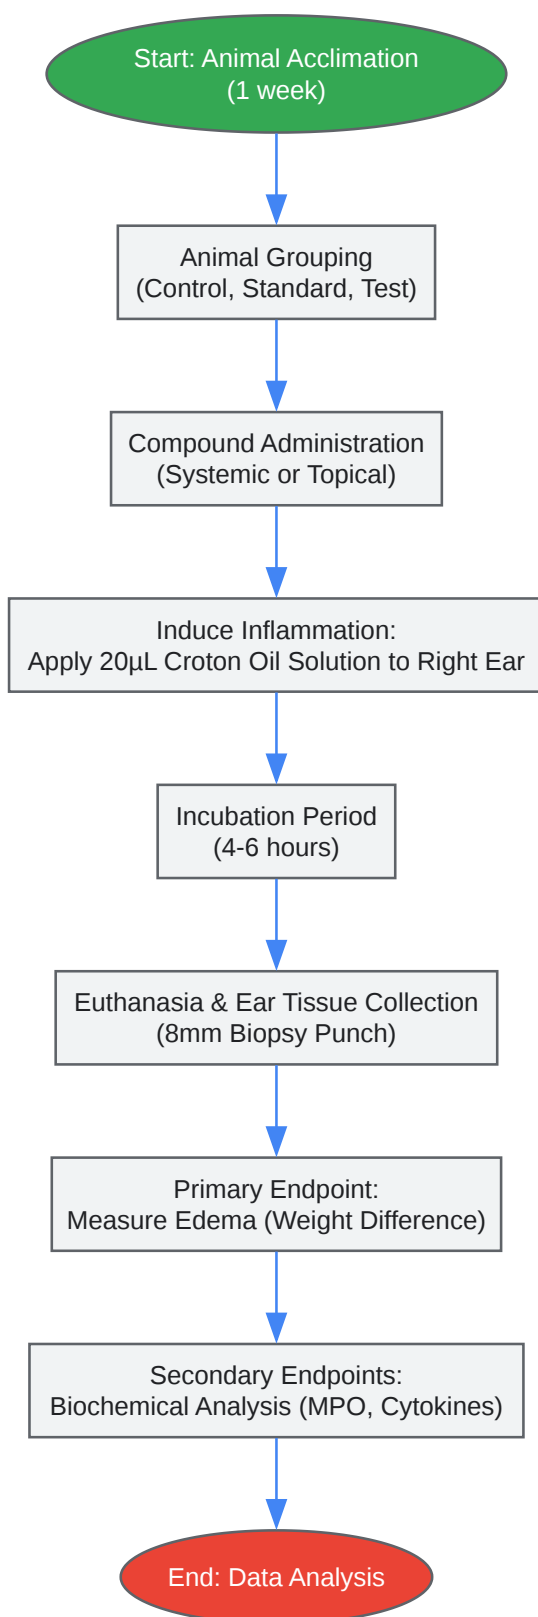 Start: Animal Acclimation
(1 week)
Animal Grouping
(Control, Standard, Test)
Compound Administration
(Systemic or Topical)
Induce Inflammation:
Apply 20µL Croton Oil Solution to Right Ear
Incubation Period
(4-6 hours)
Euthanasia & Ear Tissue Collection
(8mm Biopsy Punch)
Primary Endpoint:
Measure Edema (Weight Difference)
Secondary Endpoints:
Biochemical Analysis (MPO, Cytokines)
End: Data Analysis